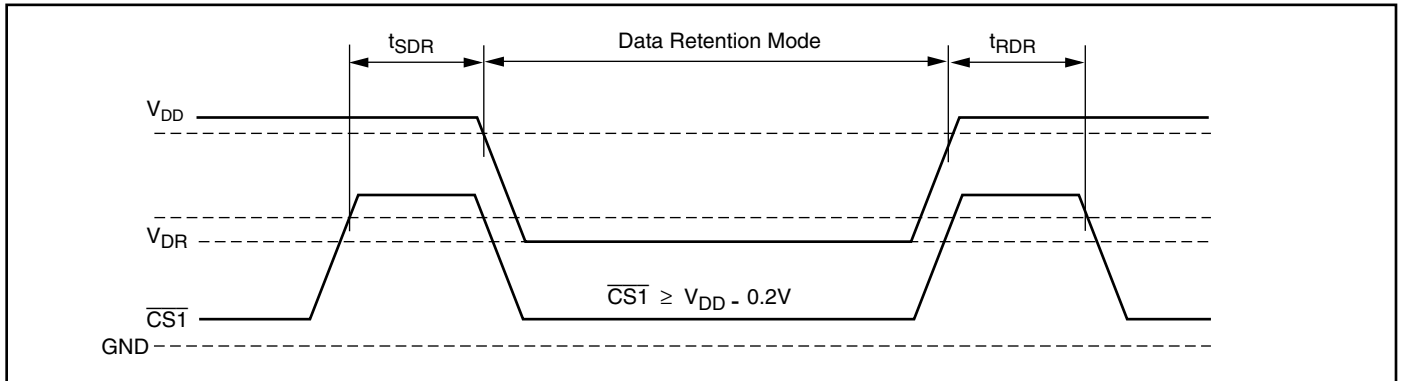 tSDR Data Retention Mode tRDR
VDD
VDR
CS1 ≥ VDD - 0.2V
CS1
GND